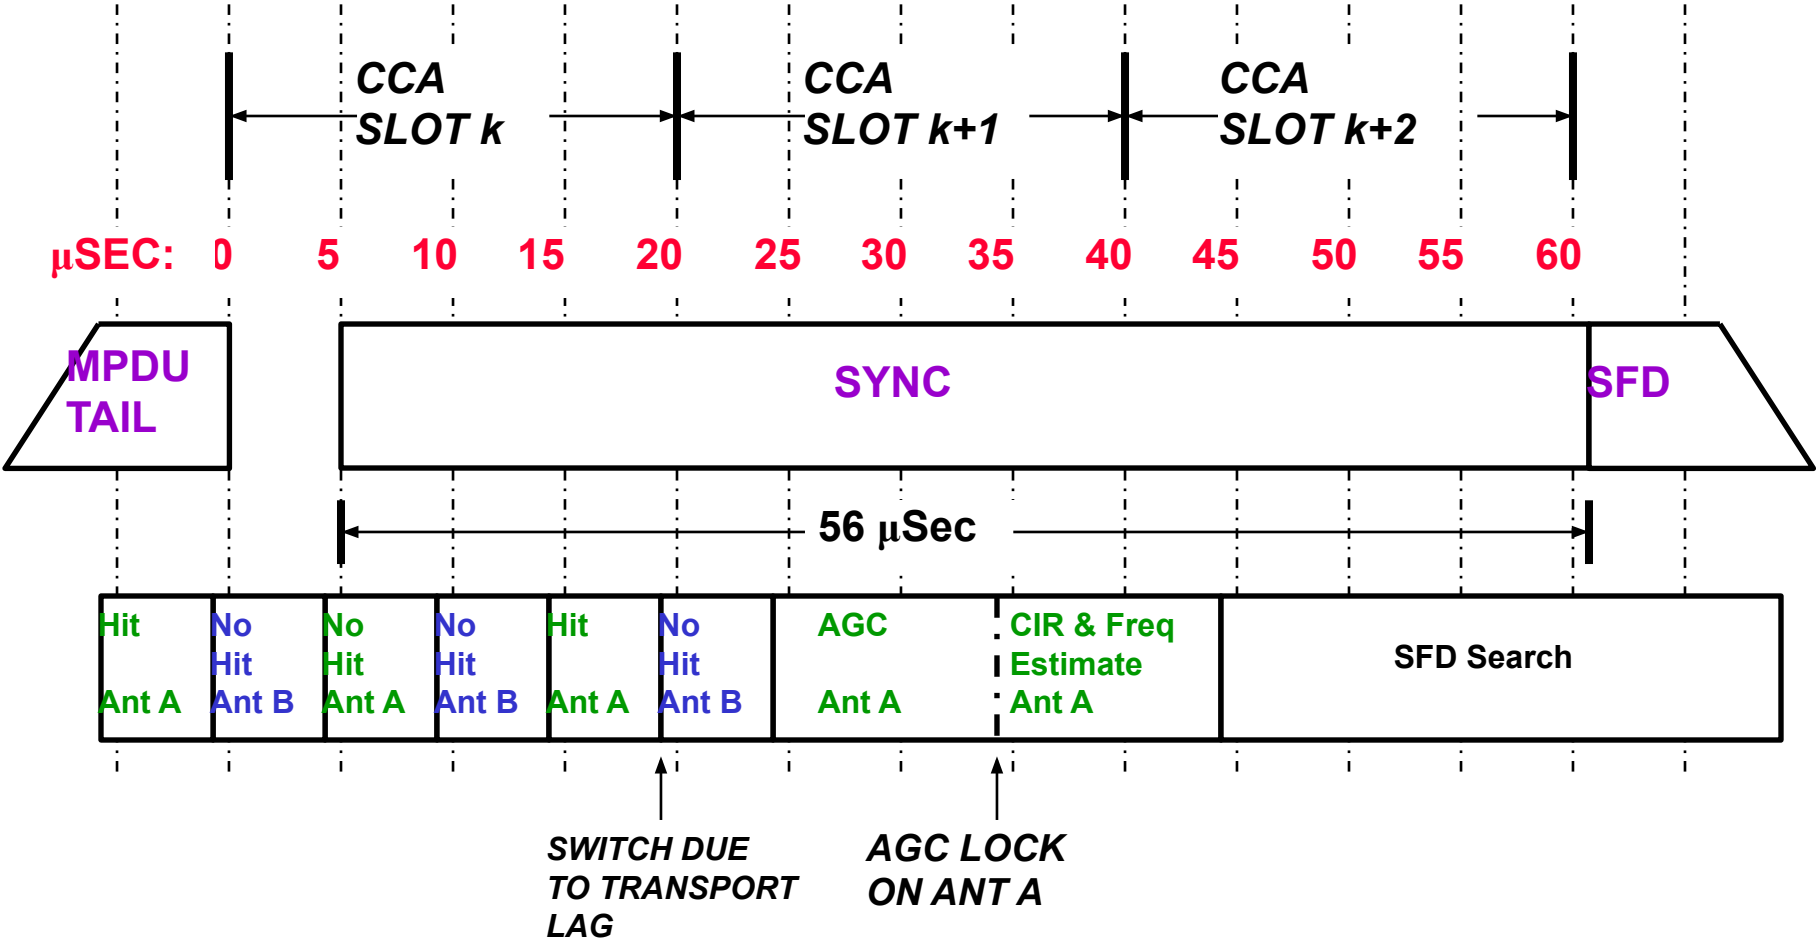 CCA
SLOT k
CCA
SLOT k+1
CCA
SLOT k+2
μSEC: 0 5 10 15 20 25 30 35 40 45 50 55 60
MPDU
TAIL
SYNC
SFD
56 μSec
Hit
Ant A
No
Hit
Ant B
No
Hit
Ant A
No
Hit
Ant B
Hit
Ant A
No
Hit
Ant B
AGC
Ant A
CIR & Freq
Estimate
Ant A
SFD Search
SWITCH DUE
TO TRANSPORT
LAG
AGC LOCK
ON ANT A